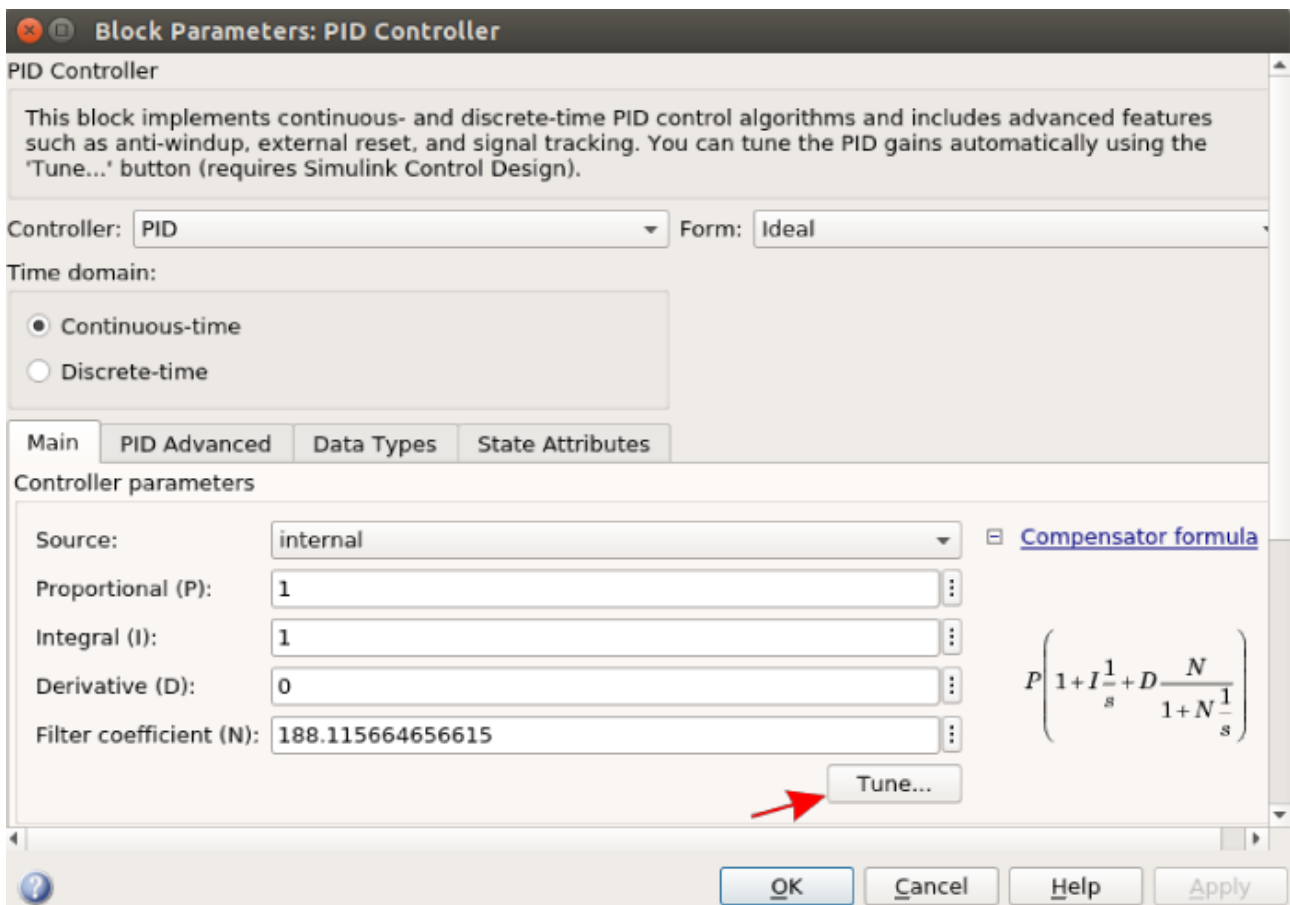 Block Parameters: PID Controller
PID Controller
This block implements continuous- and discrete-time PID control algorithms and includes advanced features
such as anti-windup, external reset, and signal tracking. You can tune the PID gains automatically using the
'Tune...' button (requires Simulink Control Design).
Controller: PID Form: Ideal
Time domain:
Continuous-time
Discrete-time
Main PID Advanced Data Types State Attributes
Controller parameters
Source: internal Compensator formula
Proportional (P): 1
Integral (I): 1
Derivative (D): 0
Filter coefficient (N): 188.115664656615
P(1+I 1/s + D N/(1+N 1/s))
Tune...
OK Cancel Help Apply